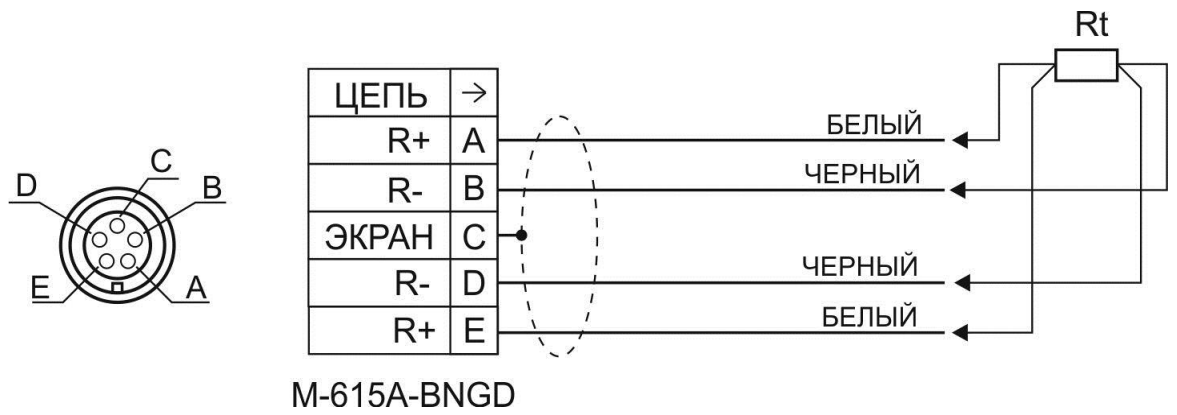 Rt
ЦЕПЬ →
R+ A БЕЛЫЙ
R- B ЧЕРНЫЙ
ЭКРАН C
R- D ЧЕРНЫЙ
R+ E БЕЛЫЙ
C
D B
E A
M-615A-BNGD